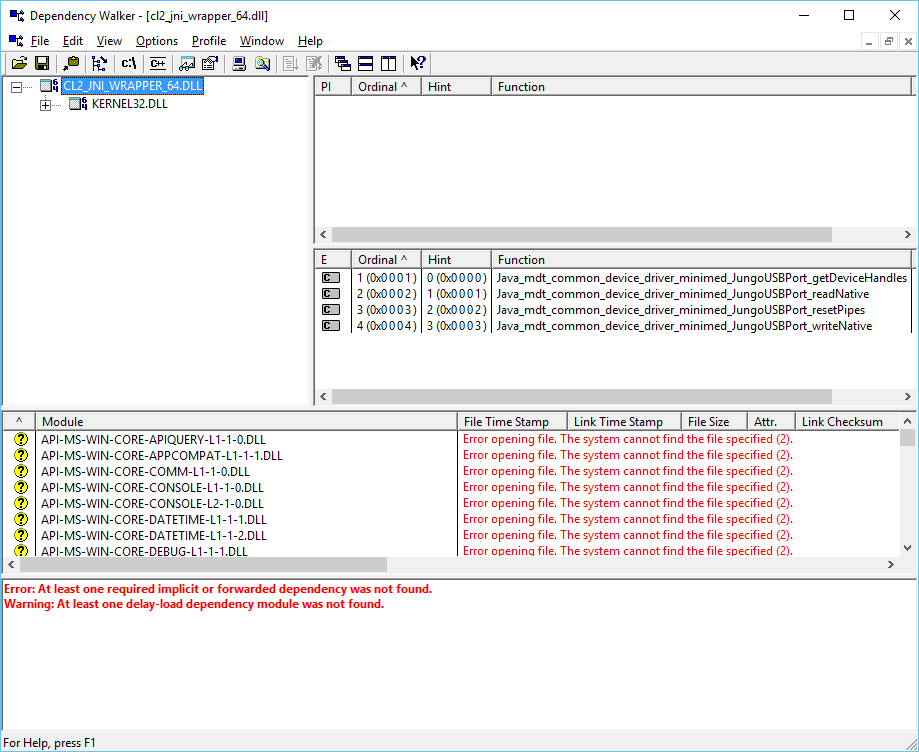 Dependency Walker - [cl2_jni_wrapper_64.dll]
File Edit View Options Profile Window Help
C:\ C++
CL2_JNI_WRAPPER_64.DLL
KERNEL32.DLL
PI Ordinal ^ Hint Function
E Ordinal ^ Hint Function
C 1 (0x0001) 0 (0x0000) Java_mdt_common_device_driver_minimed_JungoUSBPort_getDeviceHandles
C 2 (0x0002) 1 (0x0001) Java_mdt_common_device_driver_minimed_JungoUSBPort_readNative
C 3 (0x0003) 2 (0x0002) Java_mdt_common_device_driver_minimed_JungoUSBPort_resetPipes
C 4 (0x0004) 3 (0x0003) Java_mdt_common_device_driver_minimed_JungoUSBPort_writeNative
^ Module File Time Stamp Link Time Stamp File Size Attr. Link Checksum
? API-MS-WIN-CORE-APIQUERY-L1-1-0.DLL Error opening file. The system cannot find the file specified (2).
? API-MS-WIN-CORE-APPCOMPAT-L1-1-1.DLL Error opening file. The system cannot find the file specified (2).
? API-MS-WIN-CORE-COMM-L1-1-0.DLL Error opening file. The system cannot find the file specified (2).
? API-MS-WIN-CORE-CONSOLE-L1-1-0.DLL Error opening file. The system cannot find the file specified (2).
? API-MS-WIN-CORE-CONSOLE-L2-1-0.DLL Error opening file. The system cannot find the file specified (2).
? API-MS-WIN-CORE-DATETIME-L1-1-1.DLL Error opening file. The system cannot find the file specified (2).
? API-MS-WIN-CORE-DATETIME-L1-1-2.DLL Error opening file. The system cannot find the file specified (2).
? API-MS-WIN-CORE-DEBUG-L1-1-1.DLL Error opening file. The system cannot find the file specified (2).
Error: At least one required implicit or forwarded dependency was not found.
Warning: At least one delay-load dependency module was not found.
For Help, press F1